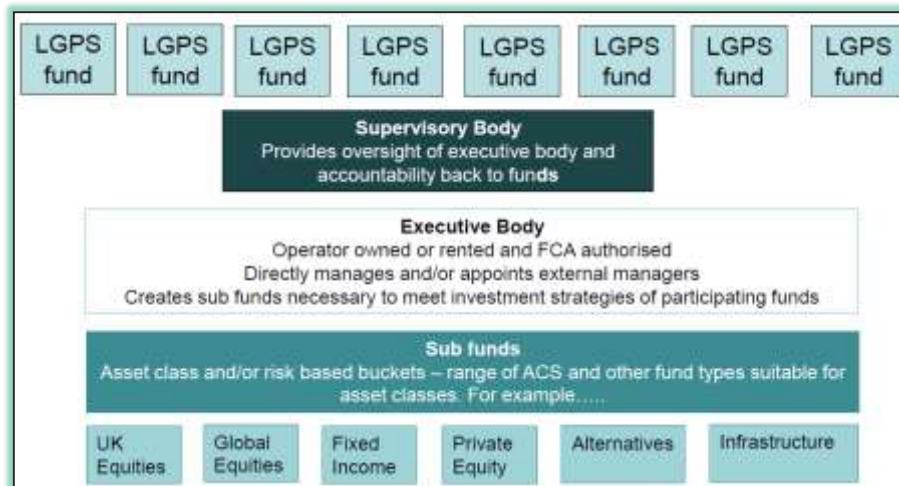 LGPS fund
LGPS fund
LGPS fund
LGPS fund
LGPS fund
LGPS fund
LGPS fund
LGPS fund
Supervisory Body
Provides oversight of executive body and
accountability back to funds
Executive Body
Operator owned or rented and FCA authorised
Directly manages and/or appoints external managers
Creates sub funds necessary to meet investment strategies of participating funds
Sub funds
Asset class and/or risk based buckets – range of ACS and other fund types suitable for
asset classes. For example…..
UK
Equities
Global
Equities
Fixed
Income
Private
Equity
Alternatives
Infrastructure